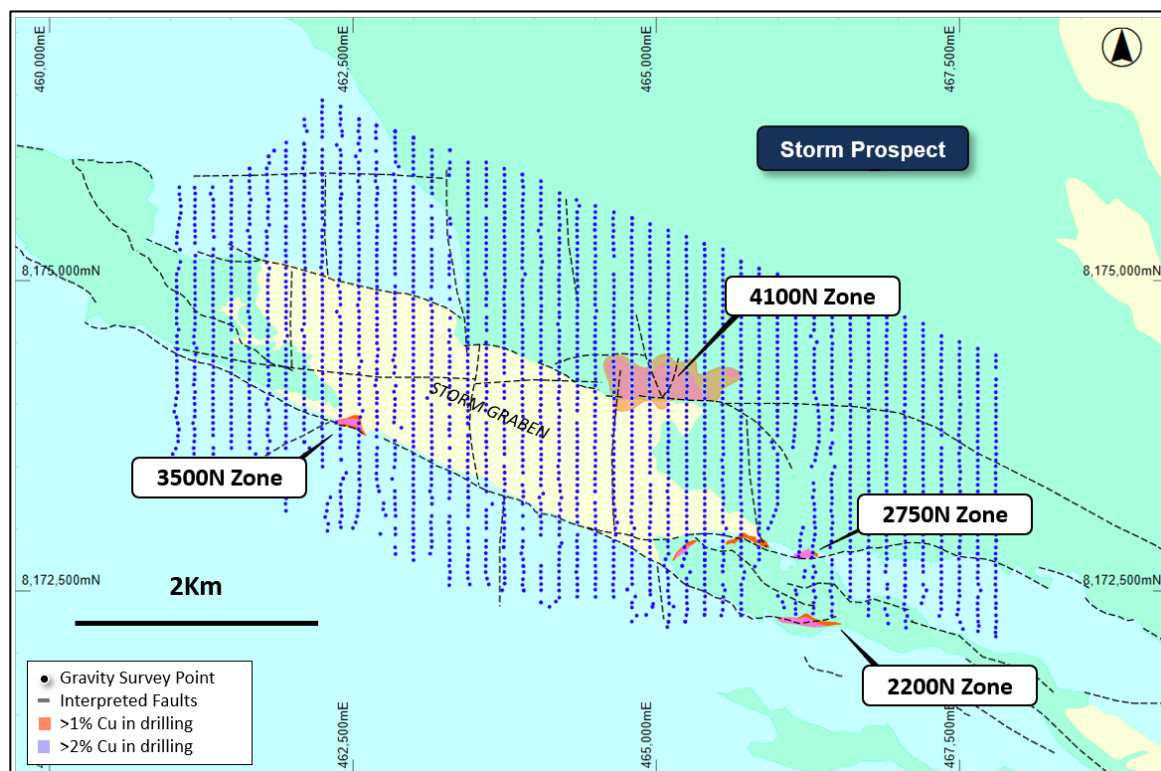 460,000mE
462,500mE
465,000mE
467,500mE
Storm Prospect
8,175,000mN
8,175,000mN
4100N Zone
STORM GRABEN
3500N Zone
2750N Zone
8,172,500mN
8,172,500mN
2Km
2200N Zone
Gravity Survey Point
Interpreted Faults
>1% Cu in drilling
>2% Cu in drilling
462,500mE
465,000mE
467,500mE